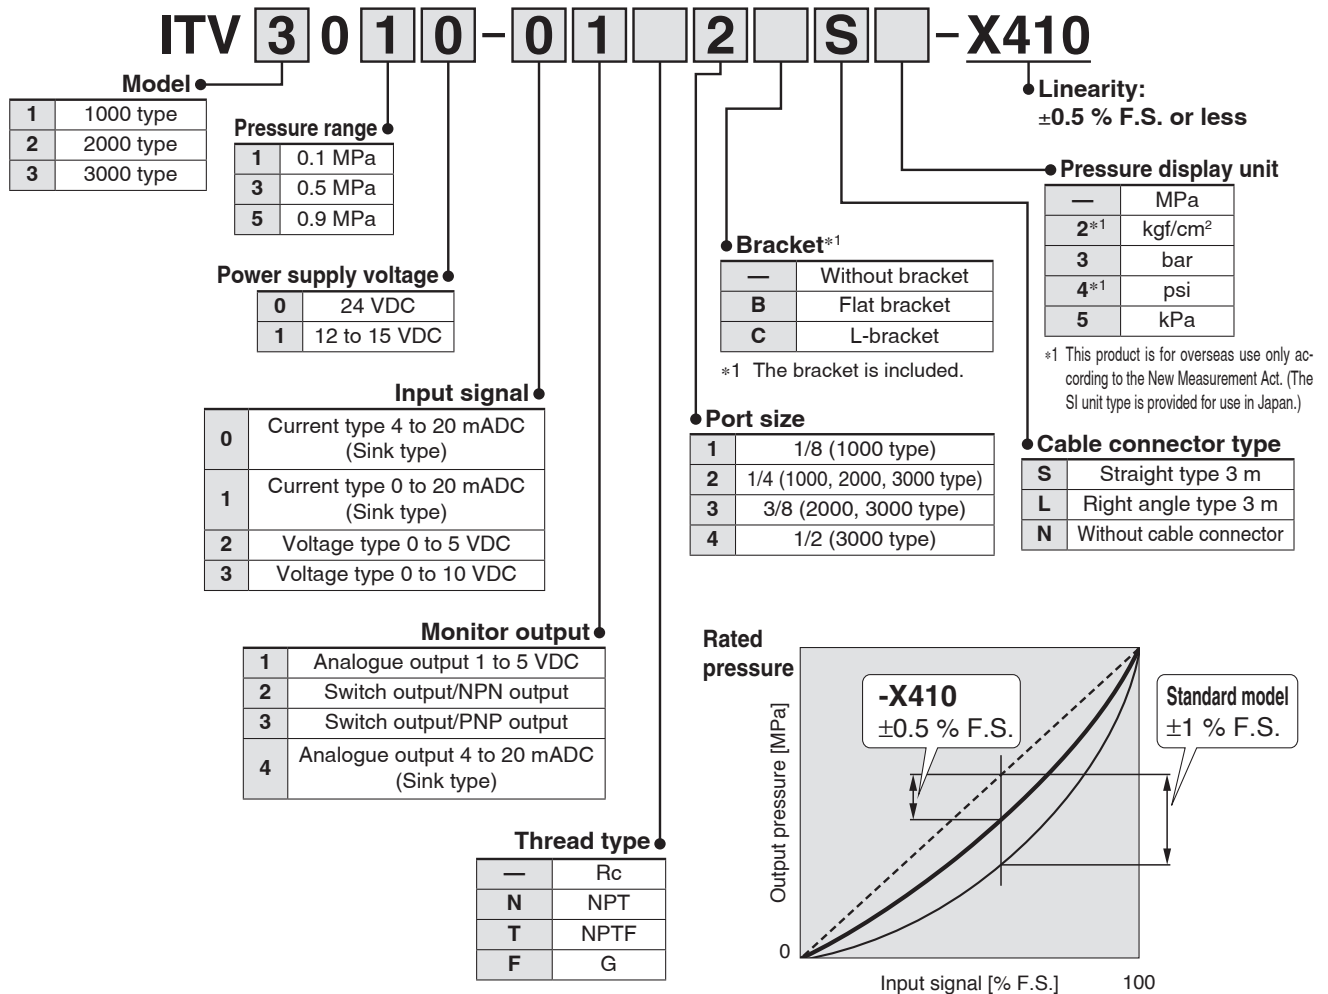 ITV 3 0 1 0 - 0 1 2 S - X410
Model
1 1000 type
2 2000 type
3 3000 type
Pressure range
1 0.1 MPa
3 0.5 MPa
5 0.9 MPa
Power supply voltage
0 24 VDC
1 12 to 15 VDC
Input signal
0 Current type 4 to 20 mADC
(Sink type)
1 Current type 0 to 20 mADC
(Sink type)
2 Voltage type 0 to 5 VDC
3 Voltage type 0 to 10 VDC
Monitor output
1 Analogue output 1 to 5 VDC
2 Switch output/NPN output
3 Switch output/PNP output
4 Analogue output 4 to 20 mADC
(Sink type)
Thread type
— Rc
N NPT
T NPTF
F G
Linearity:
±0.5 % F.S. or less
Pressure display unit
— MPa
2*1 kgf/cm²
3 bar
4*1 psi
5 kPa
*1 This product is for overseas use only ac-
cording to the New Measurement Act. (The
SI unit type is provided for use in Japan.)
Bracket*1
— Without bracket
B Flat bracket
C L-bracket
*1 The bracket is included.
Port size
1 1/8 (1000 type)
2 1/4 (1000, 2000, 3000 type)
3 3/8 (2000, 3000 type)
4 1/2 (3000 type)
Cable connector type
S Straight type 3 m
L Right angle type 3 m
N Without cable connector
Rated
pressure
-X410
±0.5 % F.S.
Standard model
±1 % F.S.
Output pressure [MPa]
0
Input signal [% F.S.]
100